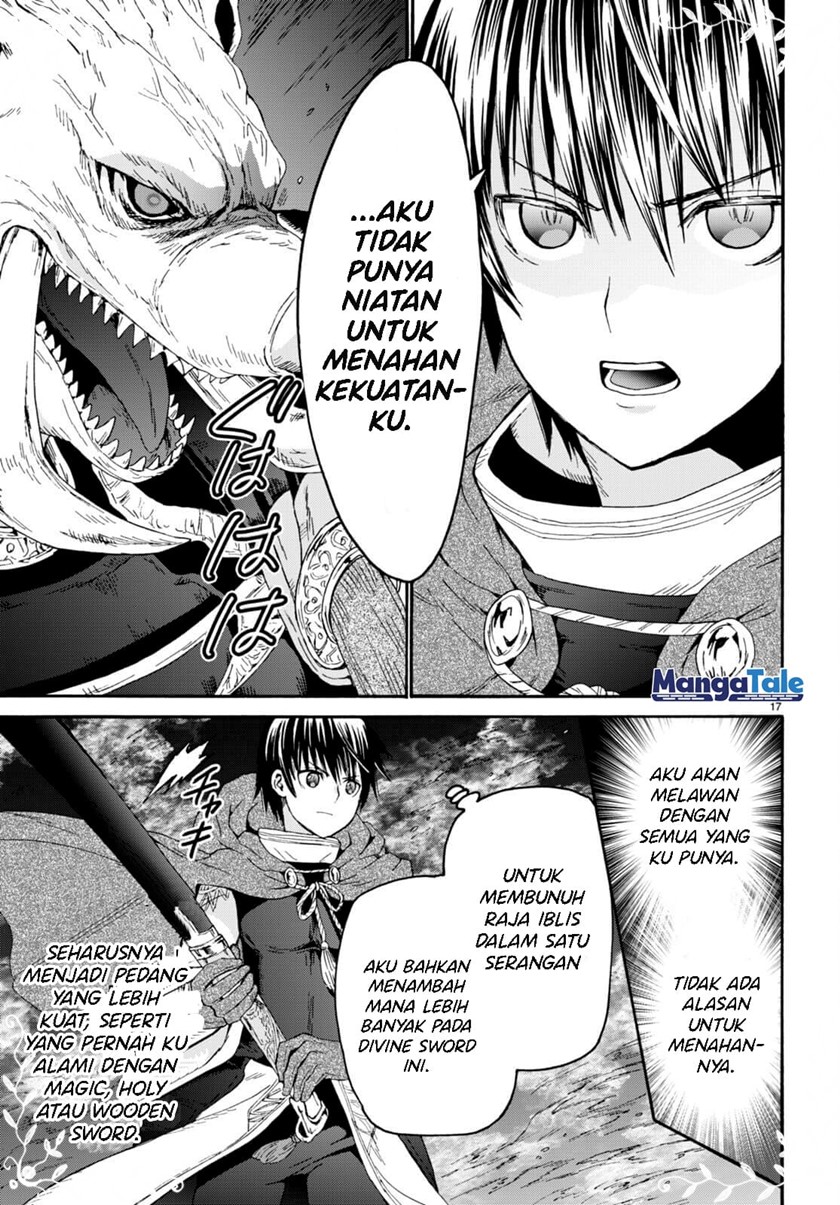 ...AKU
TIDAK
PUNYA
NIATAN
UNTUK
MENAHAN
KEKUATAN-
KU.
ぐは
はは
はは
MangaTale
17
AKU AKAN
MELAWAN
DENGAN
SEMUA YANG
KU PUNYA.
TIDAK ADA
ALASAN
UNTUK
MENAHAN-
NYA.
チャキ
UNTUK
MEMBUNUH
RAJA IBLIS
DALAM SATU
SERANGAN
AKU BAHKAN
MENAMBAH
MANA LEBIH
BANYAK PADA
DIVINE SWORD
INI.
SEHARUSNYA
MENJADI PEDANG
YANG LEBIH
KUAT, SEPERTI
YANG PERNAH KU
ALAMI DENGAN
MAGIC, HOLY
ATAU WOODEN
SWORD.